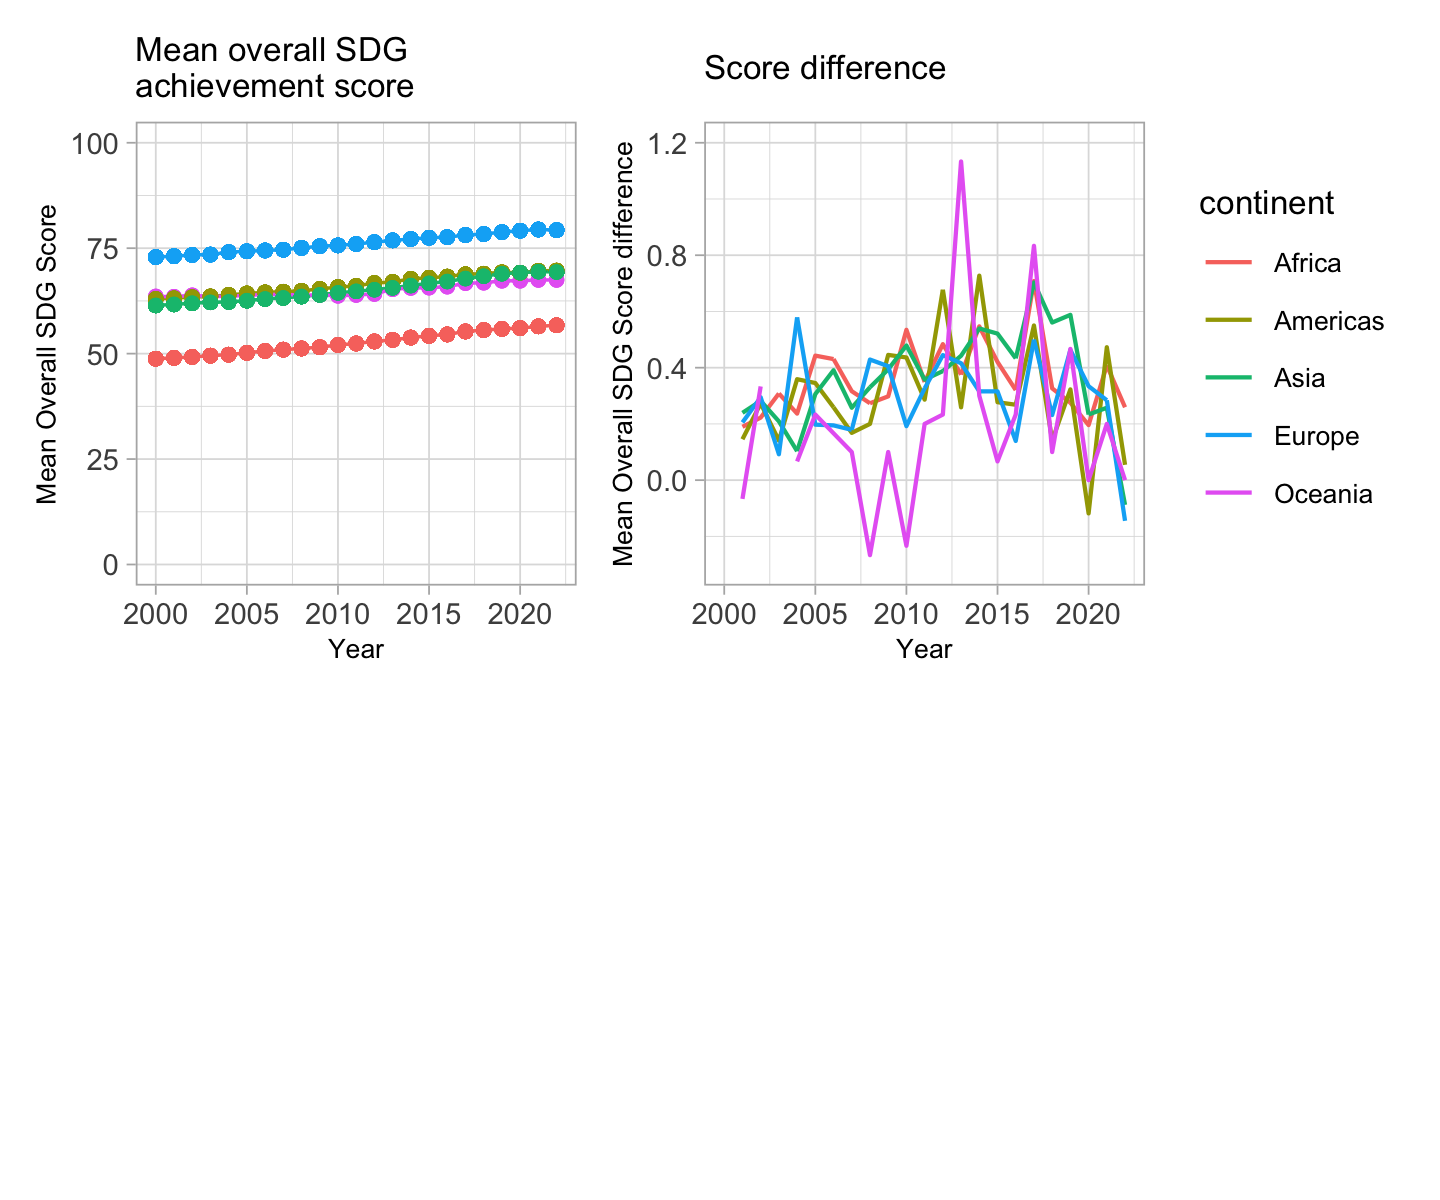 Mean overall SDG
achievement score
Mean Overall SDG Score
100
75
50
25
0
2000 2005 2010 2015 2020
Year
Score difference
Mean Overall SDG Score difference
1.2
0.8
0.4
0.0
2000 2005 2010 2015 2020
Year
continent
Africa
Americas
Asia
Europe
Oceania